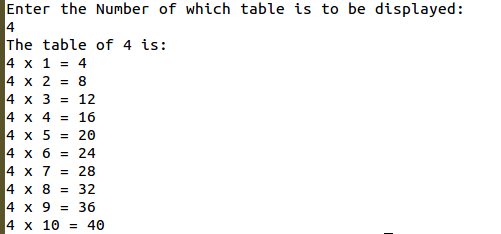 Enter the Number of which table is to be displayed:
4
The table of 4 is:
4 x 1 = 4
4 x 2 = 8
4 x 3 = 12
4 x 4 = 16
4 x 5 = 20
4 x 6 = 24
4 x 7 = 28
4 x 8 = 32
4 x 9 = 36
4 x 10 = 40